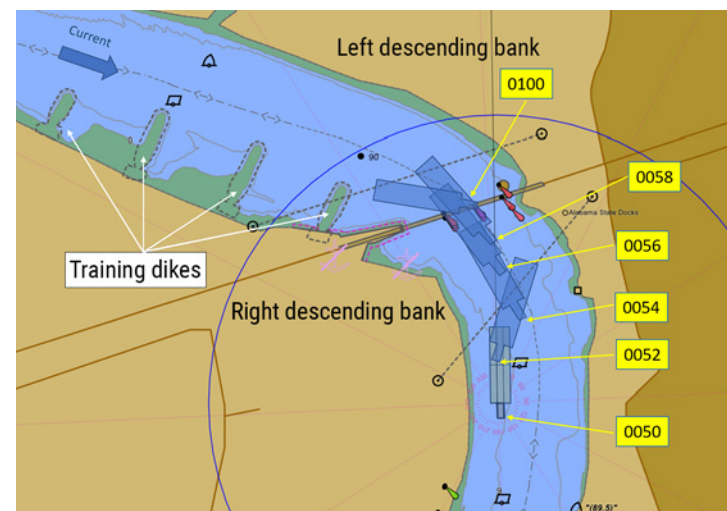 Current
Left descending bank
0100
90
0058
Alabama State Docks
0056
Training dikes
Right descending bank
0054
0052
0050
"(89.5)"